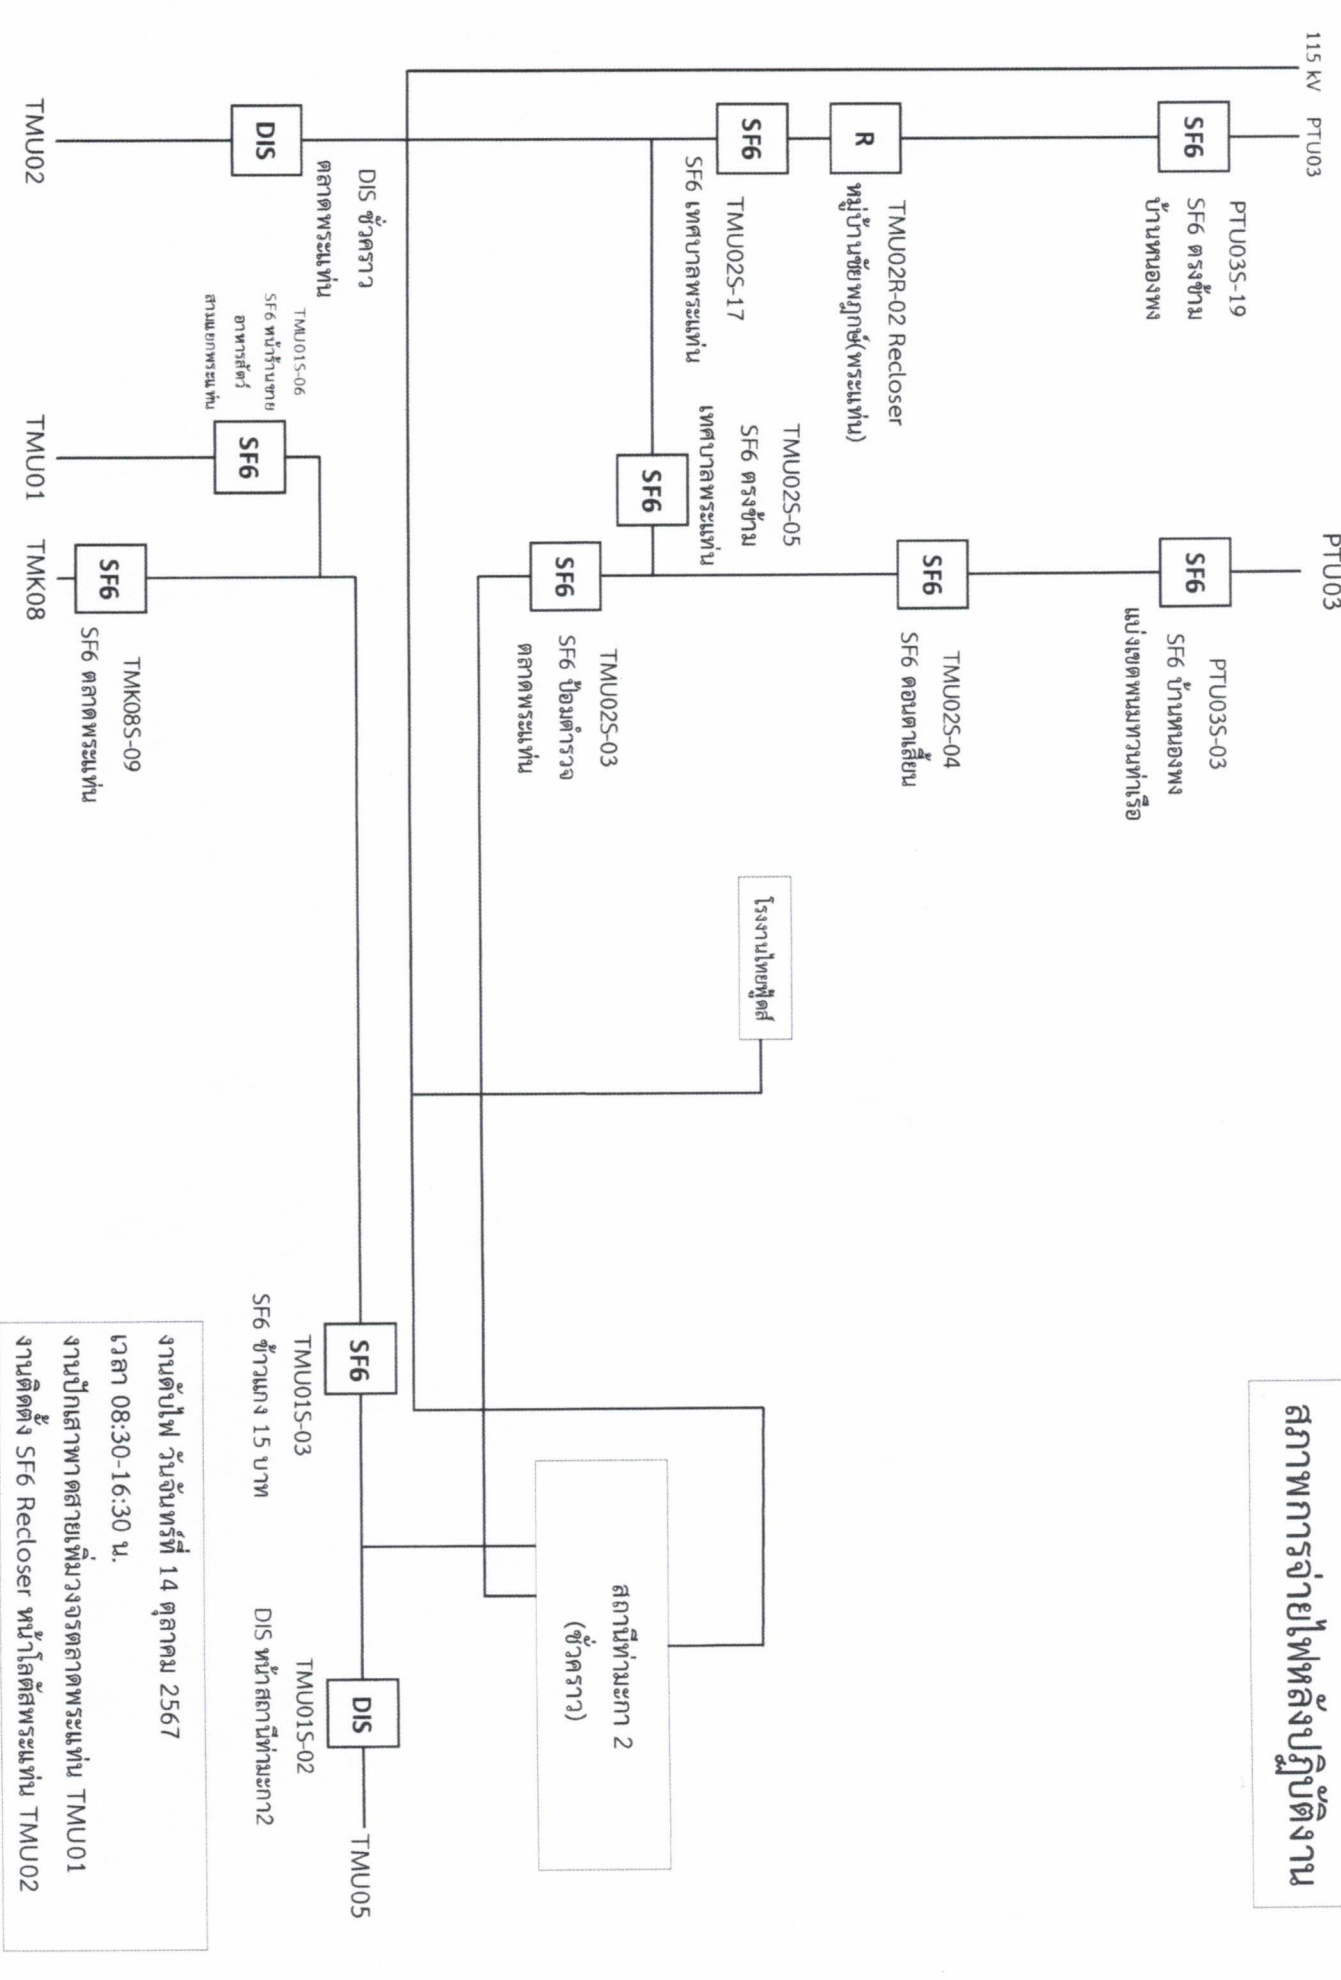 สภาพการจ่ายไฟหลังปฏิบัติงาน
115 kV
PTU03
PTU03
SF6
PTU03S-19
SF6 ตรงข้าม
บ้านหนองพง
SF6
PTU03S-03
SF6 บ้านหนองพง
แบ่งเขตพนมทวนท่าเรือ
R
TMU02R-02 Recloser
หมู่บ้านชัยพฤกษ์(พระแท่น)
SF6
TMU02S-04
SF6 ดอนตาเสี้ยน
SF6
TMU02S-17
SF6 เทศบาลพระแท่น
TMU02S-05
SF6 ตรงข้าม
เทศบาลพระแท่น
SF6
โรงงานไทยฟู้ดส์
SF6
TMU02S-03
SF6 ป้อมตำรวจ
ตลาดพระแท่น
สถานีท่ามะกา 2
(ชั่วคราว)
DIS
DIS ชั่วคราว
ตลาดพระแท่น
TMU01S-06
SF6 หน้าร้านขาย
อาหารสัตว์
สามแยกพระแท่น
SF6
SF6
TMU01S-03
SF6 ข้าวแกง 15 บาท
DIS
TMU05
TMU01S-02
DIS หน้าสถานีท่ามะกา2
SF6
TMK08S-09
SF6 ตลาดพระแท่น
TMU02
TMU01
TMK08
งานดับไฟ วันจันทร์ที่ 14 ตุลาคม 2567
เวลา 08:30-16:30 น.
งานปักเสาพาดสายเพิ่มวงจรตลาดพระแท่น TMU01
งานติดตั้ง SF6 Recloser หน้าโลตัสพระแท่น TMU02